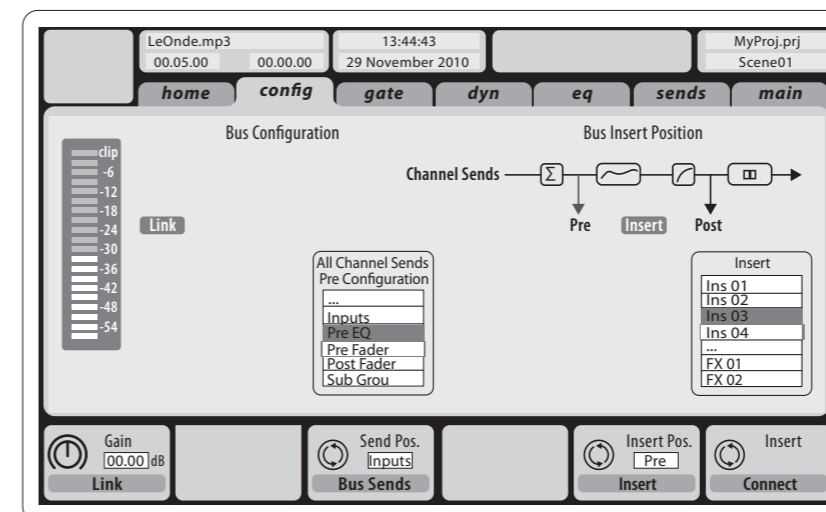 LeOnde.mp3
00.05.00 00.00.00
13:44:43
29 November 2010
MyProj.prj
Scene01
home config gate dyn eq sends main
Bus Configuration
Bus Insert Position
clip
-6
-12
-18
-24
-30
-36
-42
-48
-54
Link
Channel Sends
Σ
Pre Insert Post
All Channel Sends
Pre Configuration
...
Inputs
Pre EQ
Pre Fader
Post Fader
Sub Grou
Insert
Ins 01
Ins 02
Ins 03
Ins 04
...
FX 01
FX 02
Gain
00.00 dB
Link
Send Pos.
Inputs
Bus Sends
Insert Pos.
Pre
Insert
Insert
Connect